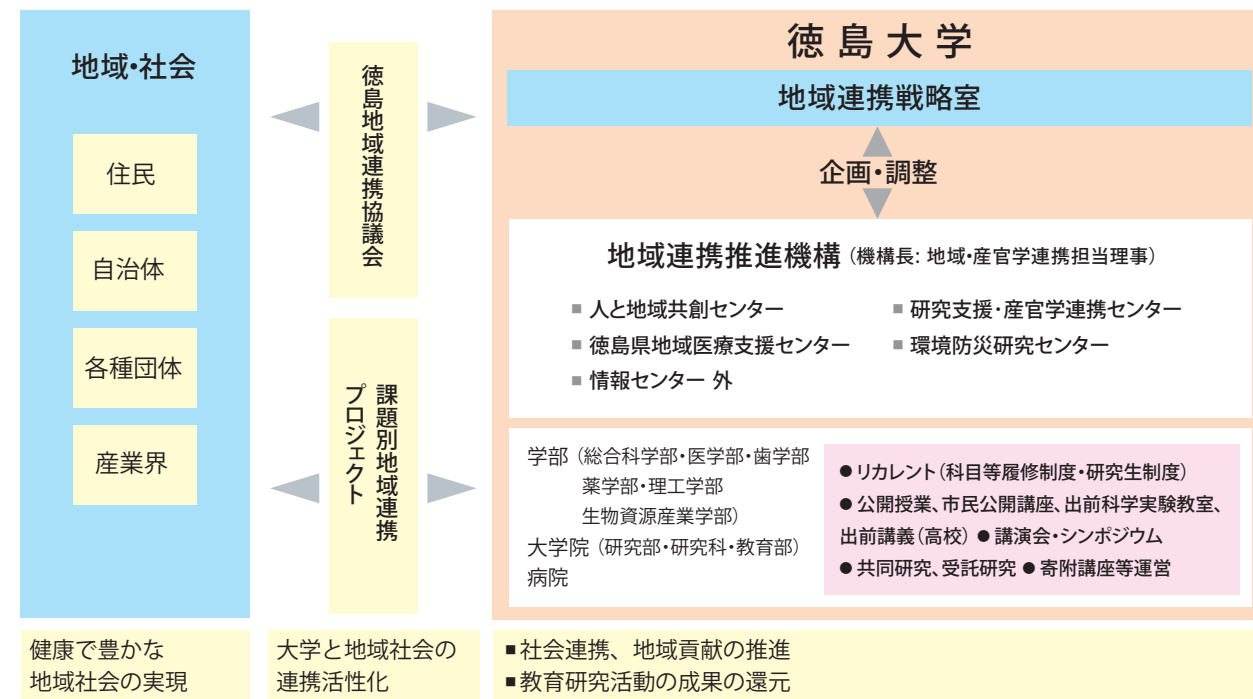 地域・社会
住民
自治体
各種団体
産業界
健康で豊かな
地域社会の実現
徳島地域連携協議会
課題別地域連携
プロジェクト
大学と地域社会の
連携活性化
徳島大学
地域連携戦略室
企画・調整
地域連携推進機構（機構長: 地域・産官学連携担当理事）
■ 人と地域共創センター
■ 研究支援・産官学連携センター
■ 徳島県地域医療支援センター
■ 環境防災研究センター
■ 情報センター 外
学部（総合科学部・医学部・歯学部
薬学部・理工学部
生物資源産業学部）
大学院（研究部・研究科・教育部）
病院
● リカレント（科目等履修制度・研究生制度）
● 公開授業、市民公開講座、出前科学実験教室、
出前講義（高校） ● 講演会・シンポジウム
● 共同研究、受託研究 ● 寄附講座等運営
■社会連携、地域貢献の推進
■教育研究活動の成果の還元